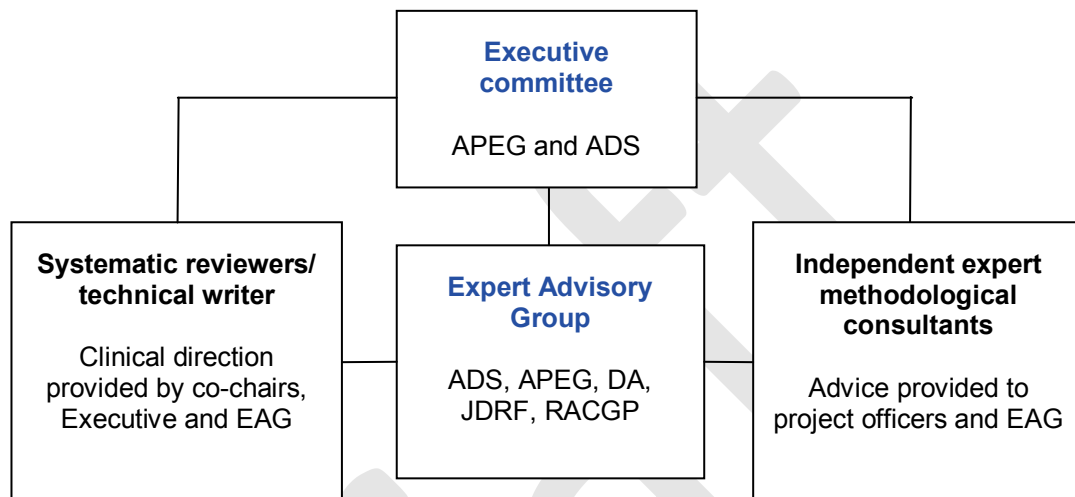 Executive
committee
APEG and ADS
Systematic reviewers/
technical writer
Clinical direction
provided by co-chairs,
Executive and EAG
Expert Advisory
Group
ADS, APEG, DA,
JDRF, RACGP
Independent expert
methodological
consultants
Advice provided to
project officers and EAG